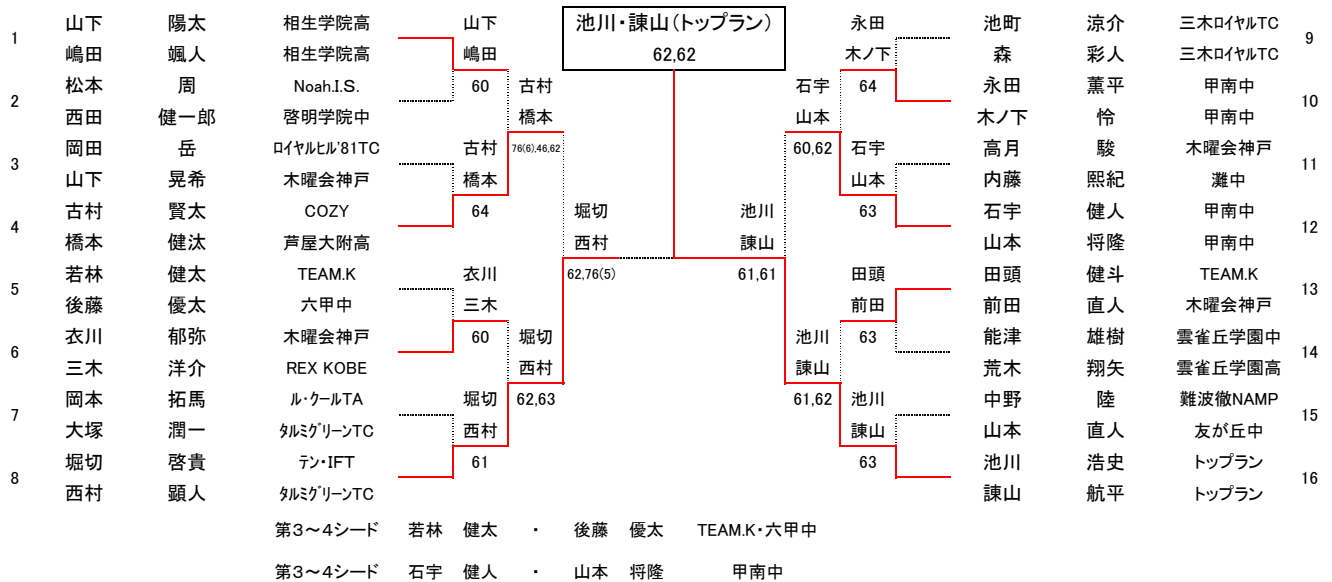 山下 陽太 相生学院高 山下 池川・諌山(トップラン) 永田 池町 涼介 三木ロイヤルTC
1 9
嶋田 颯人 相生学院高 嶋田 62,62 木ノ下 森 彩人 三木ロイヤルTC
松本 周 Noah.I.S. 60 古村 石宇 64 永田 薫平 甲南中
2 10
西田 健一郎 啓明学院中 橋本 山本 木ノ下 怜 甲南中
岡田 岳 ロイヤルヒル'81TC 古村 76(6),46,62 60,62 石宇 高月 駿 木曜会神戸
3 11
山下 晃希 木曜会神戸 橋本 山本 内藤 熙紀 灘中
古村 賢太 COZY 64 堀切 池川 63 石宇 健人 甲南中
4 12
橋本 健汰 芦屋大附高 西村 諌山 山本 将隆 甲南中
若林 健太 TEAM.K 衣川 62,76(5) 61,61 田頭 田頭 健斗 TEAM.K
5 13
後藤 優太 六甲中 三木 前田 前田 直人 木曜会神戸
衣川 郁弥 木曜会神戸 60 堀切 池川 63 能津 雄樹 雲雀丘学園中
6 14
三木 洋介 REX KOBE 西村 諌山 荒木 翔矢 雲雀丘学園高
岡本 拓馬 ル・クールTA 堀切 62,63 61,62 池川 中野 陸 難波徹NAMP
7 15
大塚 潤一 タルミグリーンTC 西村 諌山 山本 直人 友が丘中
堀切 啓貴 テン・IFT 61 63 池川 浩史 トップラン
8 16
西村 顕人 タルミグリーンTC 諌山 航平 トップラン
第3~4シード 若林 健太 ・ 後藤 優太 TEAM.K・六甲中
第3~4シード 石宇 健人 ・ 山本 将隆 甲南中